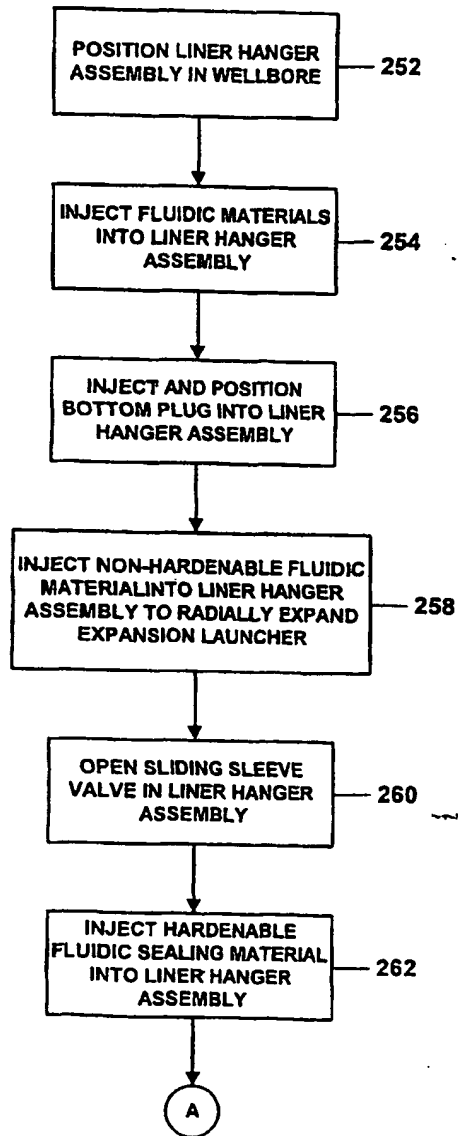 POSITION LINER HANGER
ASSEMBLY IN WELLBORE
252
INJECT FLUIDIC MATERIALS
INTO LINER HANGER
ASSEMBLY
254
INJECT AND POSITION
BOTTOM PLUG INTO LINER
HANGER ASSEMBLY
256
INJECT NON-HARDENABLE FLUIDIC
MATERIALINTO LINER HANGER
ASSEMBLY TO RADIALLY EXPAND
EXPANSION LAUNCHER
258
OPEN SLIDING SLEEVE
VALVE IN LINER HANGER
ASSEMBLY
260
INJECT HARDENABLE
FLUIDIC SEALING MATERIAL
INTO LINER HANGER
ASSEMBLY
262
A